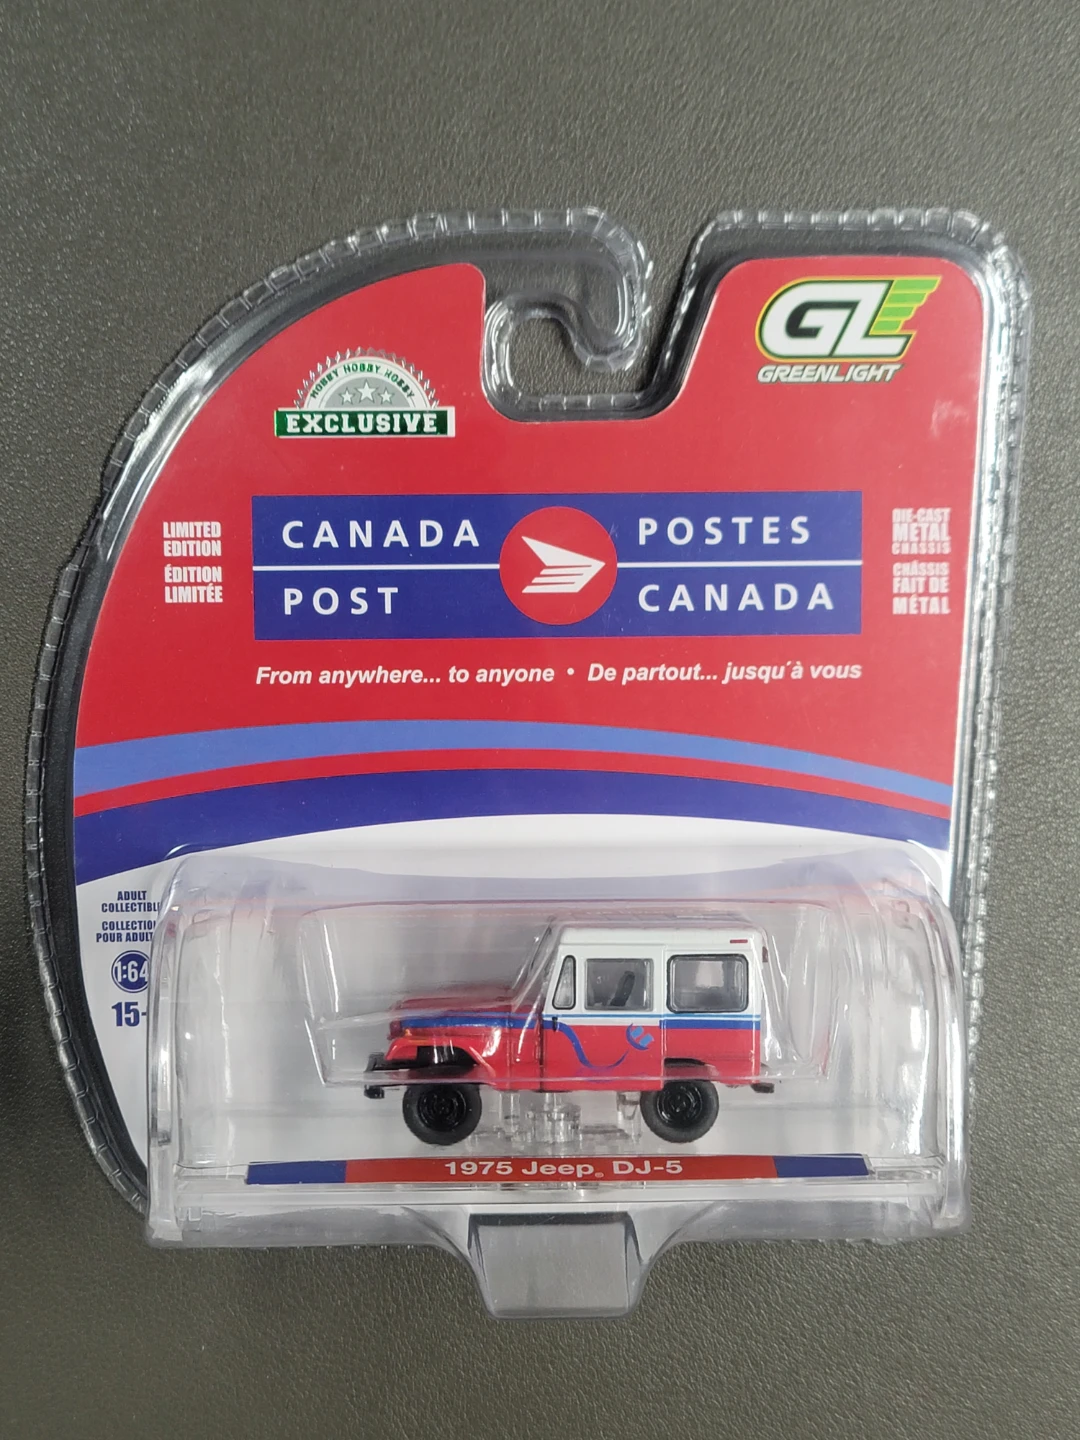 GL
GREENLIGHT
HOBBY HOBBY HOBBY
EXCLUSIVE
LIMITED
EDITION
ÉDITION
LIMITÉE
CANADA
POST
POSTES
CANADA
DIE-CAST
METAL
CHASSIS
CHÂSSIS
FAIT DE
MÉTAL
From anywhere... to anyone • De partout... jusqu´à vous
ADULT
COLLECTIBL
COLLECTION
POUR ADULT
1:64
15-
1975 Jeep® DJ-5